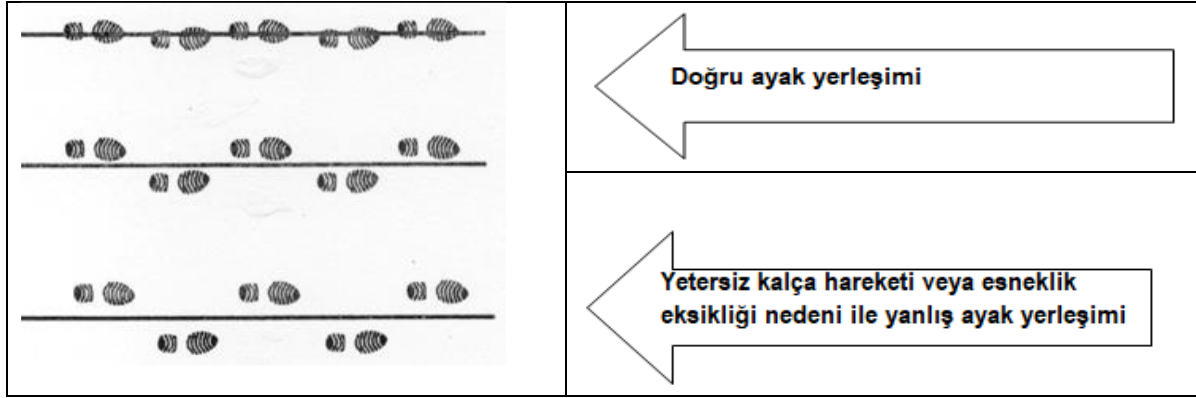 Doğru ayak yerleşimi
Yetersiz kalça hareketi veya esneklik
eksikliği nedeni ile yanlış ayak yerleşimi